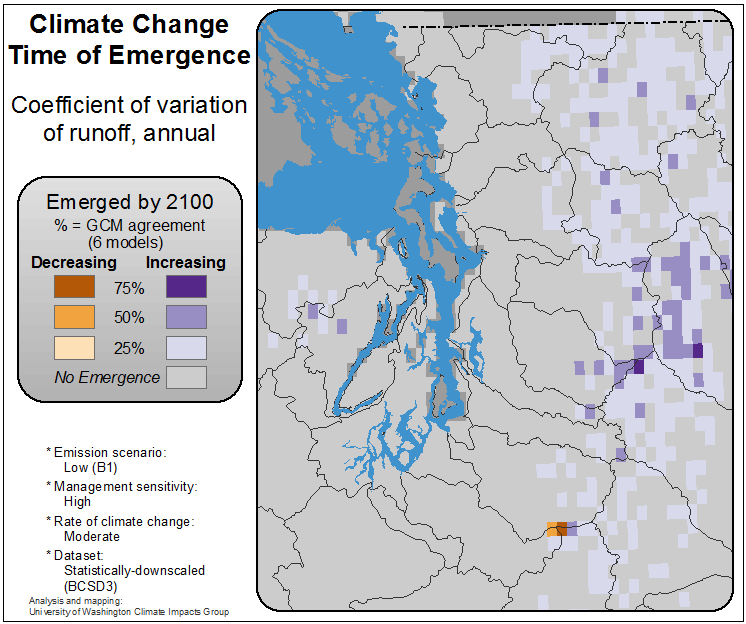 Climate Change
Time of Emergence
Coefficient of variation
of runoff, annual
Emerged by 2100
% = GCM agreement
(6 models)
Decreasing Increasing
75%
50%
25%
No Emergence
* Emission scenario:
Low (B1)
* Management sensitivity:
High
* Rate of climate change:
Moderate
* Dataset:
Statistically-downscaled
(BCSD3)
Analysis and mapping:
University of Washington Climate Impacts Group